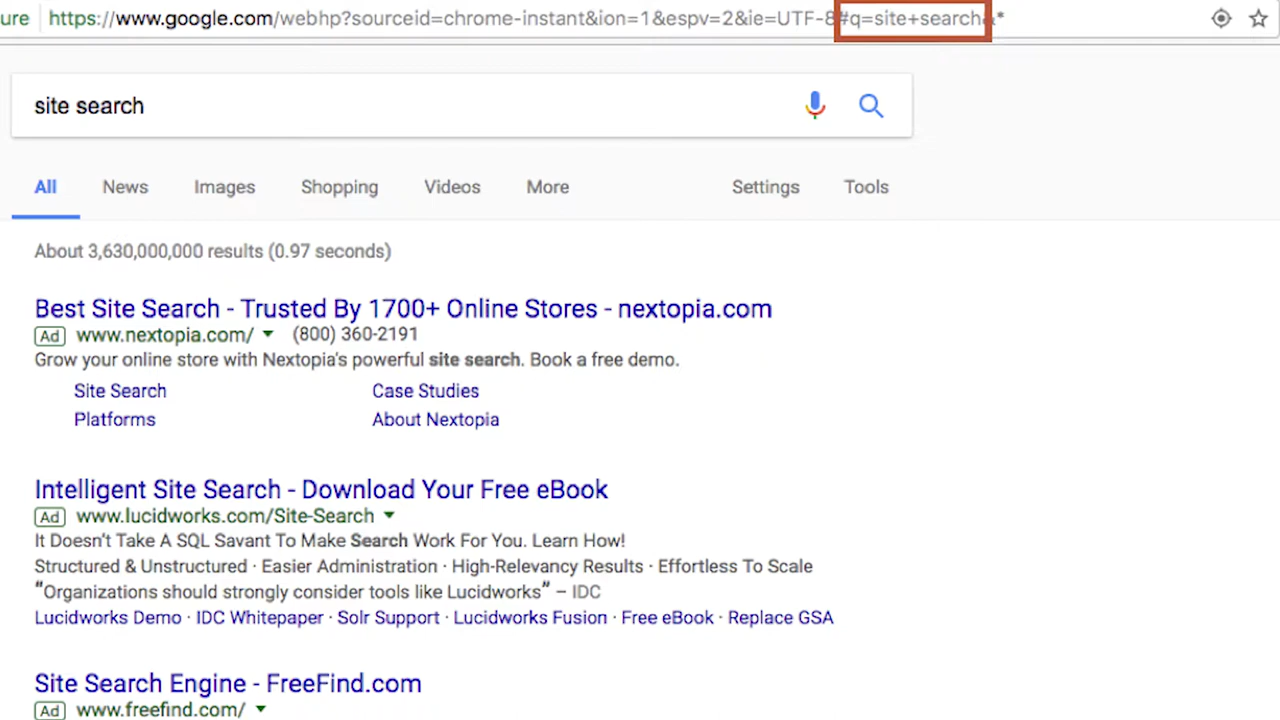 ure https://www.google.com/webhp?sourceid=chrome-instant&ion=1&espv=2&ie=UTF-8#q=site+search&*
site search
All News Images Shopping Videos More Settings Tools
About 3,630,000,000 results (0.97 seconds)
Best Site Search - Trusted By 1700+ Online Stores - nextopia.com
Ad www.nextopia.com/ (800) 360-2191
Grow your online store with Nextopia's powerful site search. Book a free demo.
Site Search Case Studies
Platforms About Nextopia
Intelligent Site Search - Download Your Free eBook
Ad www.lucidworks.com/Site-Search
It Doesn't Take A SQL Savant To Make Search Work For You. Learn How!
Structured & Unstructured · Easier Administration · High-Relevancy Results · Effortless To Scale
"Organizations should strongly consider tools like Lucidworks" – IDC
Lucidworks Demo · IDC Whitepaper · Solr Support · Lucidworks Fusion · Free eBook · Replace GSA
Site Search Engine - FreeFind.com
Ad www.freefind.com/